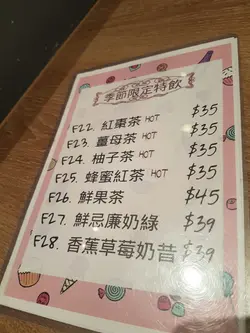 季節限定特飲
F22. 紅棗茶 HOT $35
F23. 薑母茶 HOT $35
F24. 柚子茶 HOT $35
F25. 蜂蜜紅茶 HOT $35
F26. 鮮果茶 $45
F27. 鮮忌廉奶綠 $39
F28. 香蕉草莓奶昔 $39